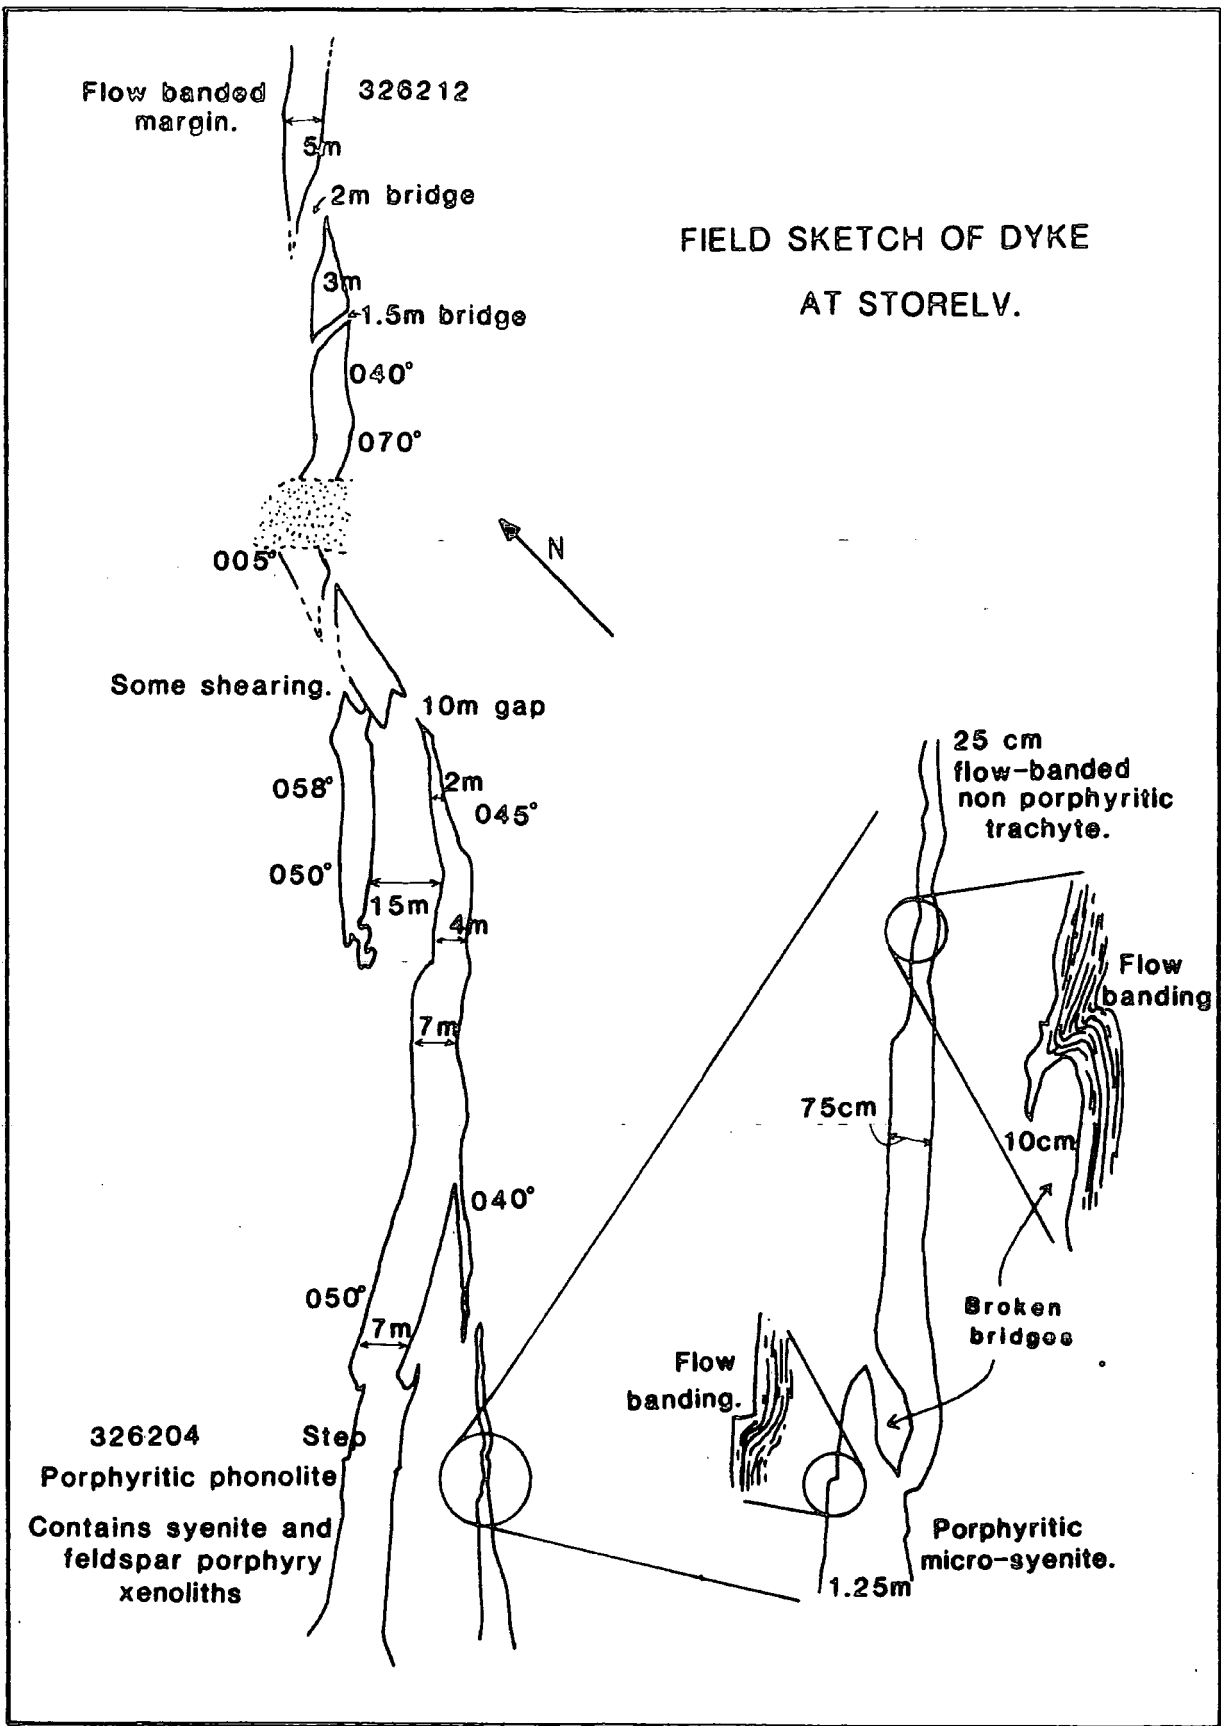 FIELD SKETCH OF DYKE
AT STORELV.
Flow banded
margin.
326212
5m
2m bridge
3m
1.5m bridge
040°
070°
005°
N
Some shearing.
10m gap
058°
2m
045°
050°
15m
4m
7m
040°
050°
7m
326204
Step
Porphyritic phonolite
Contains syenite and
feldspar porphyry
xenoliths
25 cm
flow-banded
non porphyritic
trachyte.
Flow
banding
75cm
10cm
Broken
bridges
Flow
banding.
Porphyritic
micro-syenite.
1.25m